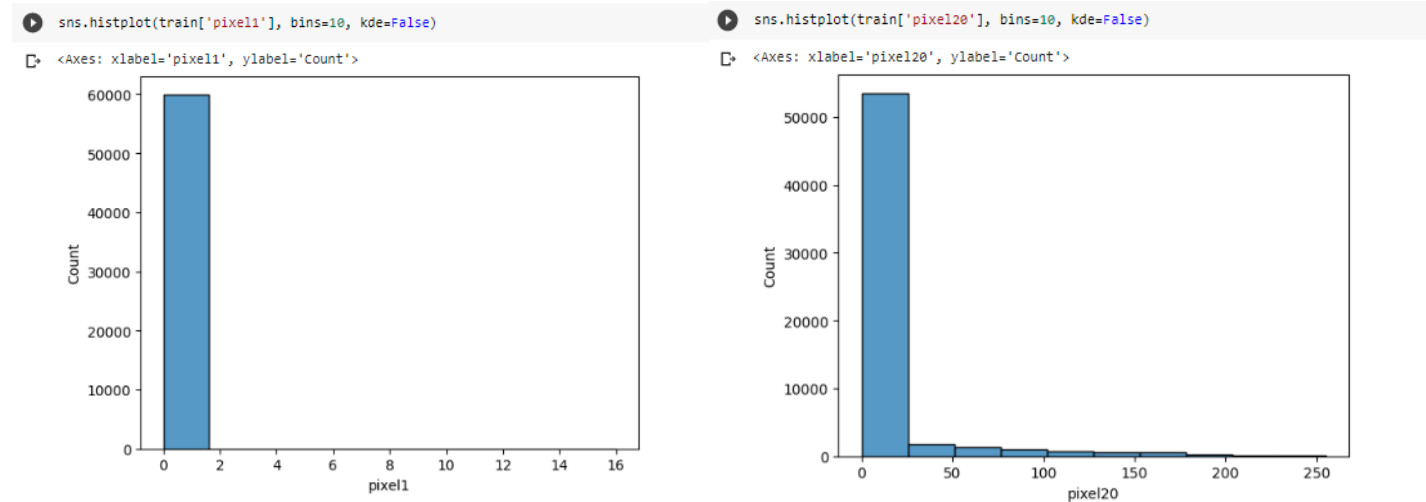 sns.histplot(train['pixel1'], bins=10, kde=False)
<Axes: xlabel='pixel1', ylabel='Count'>
60000
50000
40000
30000
20000
10000
0
Count
0 2 4 6 8 10 12 14 16
pixel1
sns.histplot(train['pixel20'], bins=10, kde=False)
<Axes: xlabel='pixel20', ylabel='Count'>
50000
40000
30000
20000
10000
0
Count
0 50 100 150 200 250
pixel20